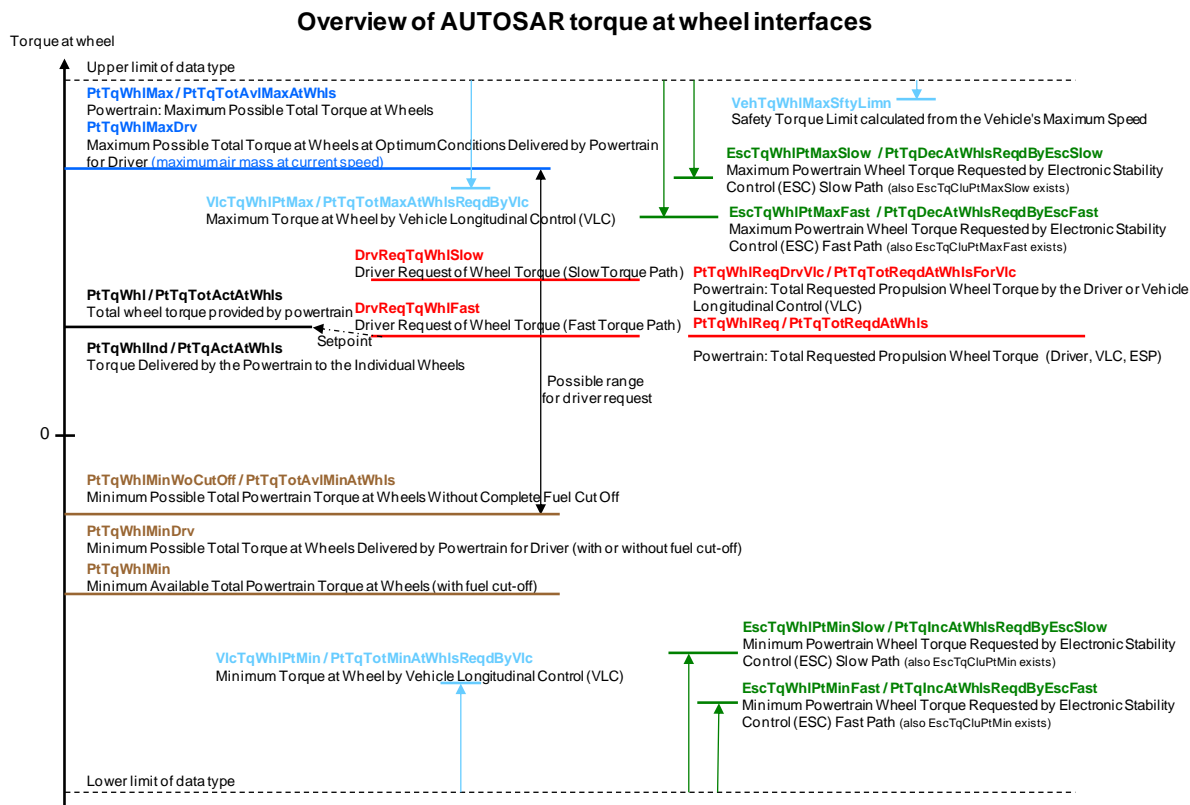 Overview of AUTOSAR torque at wheel interfaces
Torque at wheel
Upper limit of data type
PtTqWhlMax / PtTqTotAvlMaxAtWhls
Powertrain: Maximum Possible Total Torque at Wheels
PtTqWhlMaxDrv
Maximum Possible Total Torque at Wheels at Optimum Conditions Delivered by Powertrain
for Driver (maximum air mass at current speed)
VehTqWhlMaxSftyLimn
Safety Torque Limit calculated from the Vehicle's Maximum Speed
EscTqWhlPtMaxSlow / PtTqDecAtWhlsReqdByEscSlow
Maximum Powertrain Wheel Torque Requested by Electronic Stability
Control (ESC) Slow Path (also EscTqCluPtMaxSlow exists)
VlcTqWhlPtMax / PtTqTotMaxAtWhlsReqdByVlc
Maximum Torque at Wheel by Vehicle Longitudinal Control (VLC)
EscTqWhlPtMaxFast / PtTqDecAtWhlsReqdByEscFast
Maximum Powertrain Wheel Torque Requested by Electronic Stability
Control (ESC) Fast Path (also EscTqCluPtMaxFast exists)
DrvReqTqWhlSlow
Driver Request of Wheel Torque (Slow Torque Path)
PtTqWhlReqDrvVlc / PtTqTotReqdAtWhlsForVlc
Powertrain: Total Requested Propulsion Wheel Torque by the Driver or Vehicle
Longitudinal Control (VLC)
PtTqWhl / PtTqTotActAtWhls
Total wheel torque provided by powertrain
DrvReqTqWhlFast
Driver Request of Wheel Torque (Fast Torque Path)
PtTqWhlReq / PtTqTotReqdAtWhls
Setpoint
PtTqWhlInd / PtTqActAtWhls
Torque Delivered by the Powertrain to the Individual Wheels
Powertrain: Total Requested Propulsion Wheel Torque (Driver, VLC, ESP)
Possible range
for driver request
0
PtTqWhlMinWoCutOff / PtTqTotAvlMinAtWhls
Minimum Possible Total Powertrain Torque at Wheels Without Complete Fuel Cut Off
PtTqWhlMinDrv
Minimum Possible Total Torque at Wheels Delivered by Powertrain for Driver (with or without fuel cut-off)
PtTqWhlMin
Minimum Available Total Powertrain Torque at Wheels (with fuel cut-off)
EscTqWhlPtMinSlow / PtTqIncAtWhlsReqdByEscSlow
Minimum Powertrain Wheel Torque Requested by Electronic Stability
Control (ESC) Slow Path (also EscTqCluPtMin exists)
VlcTqWhlPtMin / PtTqTotMinAtWhlsReqdByVlc
Minimum Torque at Wheel by Vehicle Longitudinal Control (VLC)
EscTqWhlPtMinFast / PtTqIncAtWhlsReqdByEscFast
Minimum Powertrain Wheel Torque Requested by Electronic Stability
Control (ESC) Fast Path (also EscTqCluPtMin exists)
Lower limit of data type